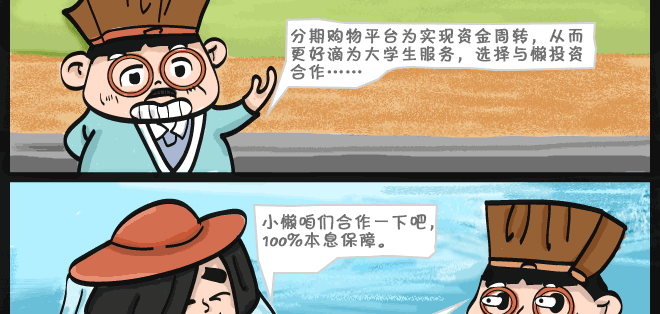 分期购物平台为实现资金周转，从而
更好滴为大学生服务，选择与懒投资
合作……
小懒咱们合作一下吧，
100%本息保障。